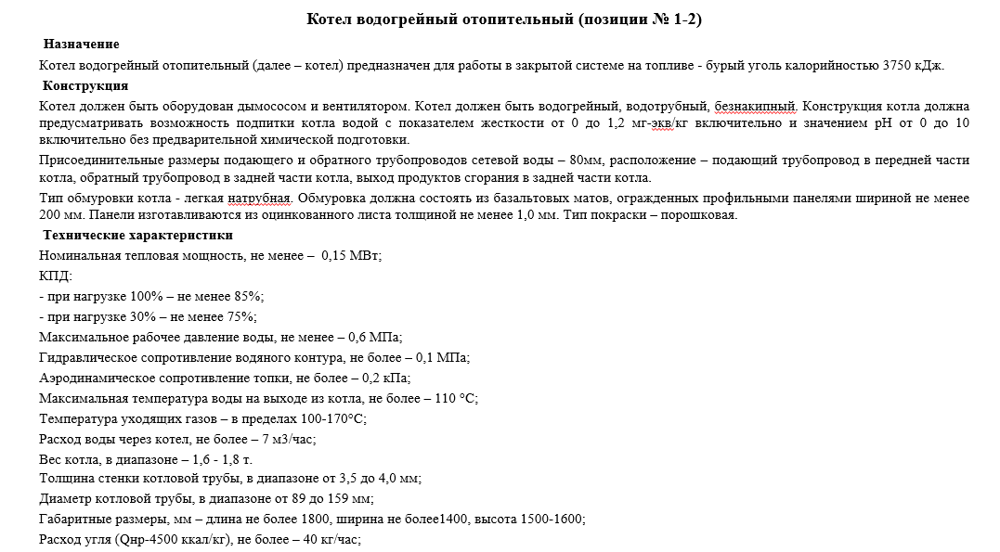 Котел водогрейный отопительный (позиции № 1-2)
Назначение
Котел водогрейный отопительный (далее – котел) предназначен для работы в закрытой системе на топливе - бурый уголь калорийностью 3750 кДж.
Конструкция
Котел должен быть оборудован дымососом и вентилятором. Котел должен быть водогрейный, водотрубный, безнакипный. Конструкция котла должна
предусматривать возможность подпитки котла водой с показателем жесткости от 0 до 1,2 мг-экв/кг включительно и значением pH от 0 до 10
включительно без предварительной химической подготовки.
Присоединительные размеры подающего и обратного трубопроводов сетевой воды – 80мм, расположение – подающий трубопровод в передней части
котла, обратный трубопровод в задней части котла, выход продуктов сгорания в задней части котла.
Тип обмуровки котла - легкая натрубная. Обмуровка должна состоять из базальтовых матов, огражденных профильными панелями шириной не менее
200 мм. Панели изготавливаются из оцинкованного листа толщиной не менее 1,0 мм. Тип покраски – порошковая.
Технические характеристики
Номинальная тепловая мощность, не менее – 0,15 МВт;
КПД:
- при нагрузке 100% – не менее 85%;
- при нагрузке 30% – не менее 75%;
Максимальное рабочее давление воды, не менее – 0,6 МПа;
Гидравлическое сопротивление водяного контура, не более – 0,1 МПа;
Аэродинамическое сопротивление топки, не более – 0,2 кПа;
Максимальная температура воды на выходе из котла, не более – 110 °С;
Температура уходящих газов – в пределах 100-170°С;
Расход воды через котел, не более – 7 м3/час;
Вес котла, в диапазоне – 1,6 - 1,8 т.
Толщина стенки котловой трубы, в диапазоне от 3,5 до 4,0 мм;
Диаметр котловой трубы, в диапазоне от 89 до 159 мм;
Габаритные размеры, мм – длина не более 1800, ширина не более1400, высота 1500-1600;
Расход угля (Qнр-4500 ккал/кг), не более – 40 кг/час;